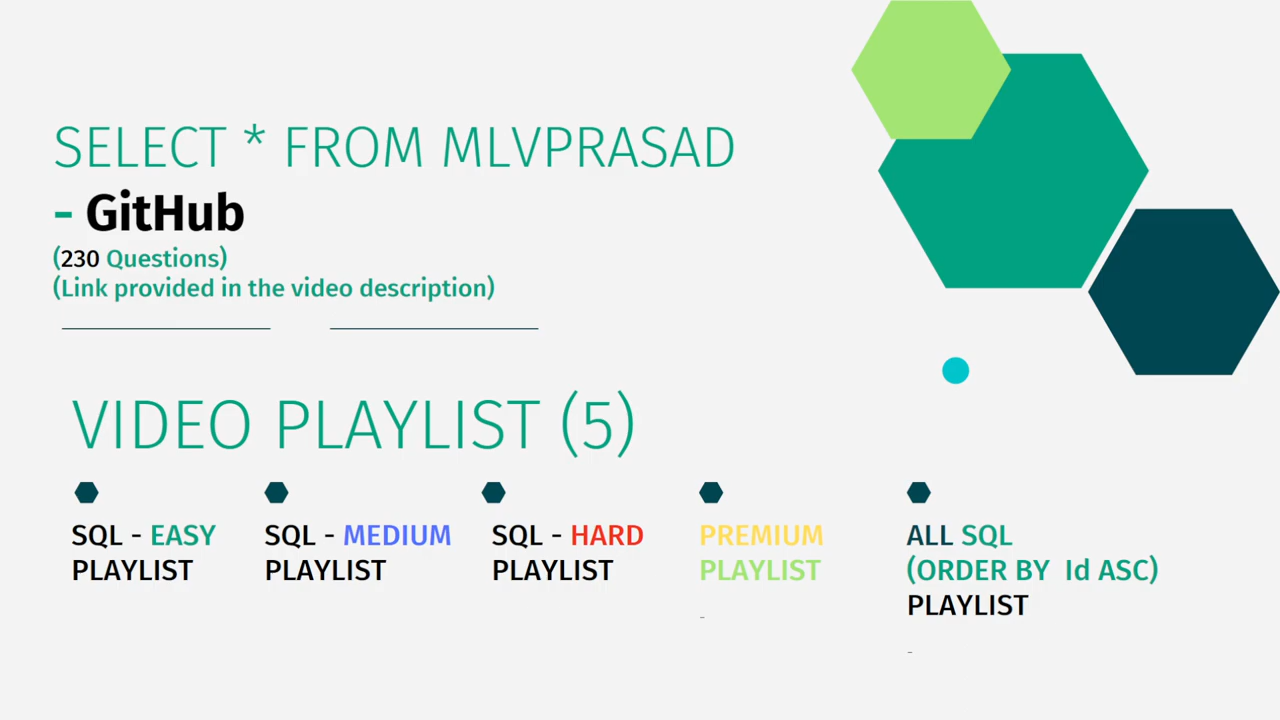 SELECT * FROM MLVPRASAD
- GitHub
(230 Questions)
(Link provided in the video description)
VIDEO PLAYLIST (5)
SQL - EASY
PLAYLIST
SQL - MEDIUM
PLAYLIST
SQL - HARD
PLAYLIST
PREMIUM
PLAYLIST
-
ALL SQL
(ORDER BY Id ASC)
PLAYLIST
-